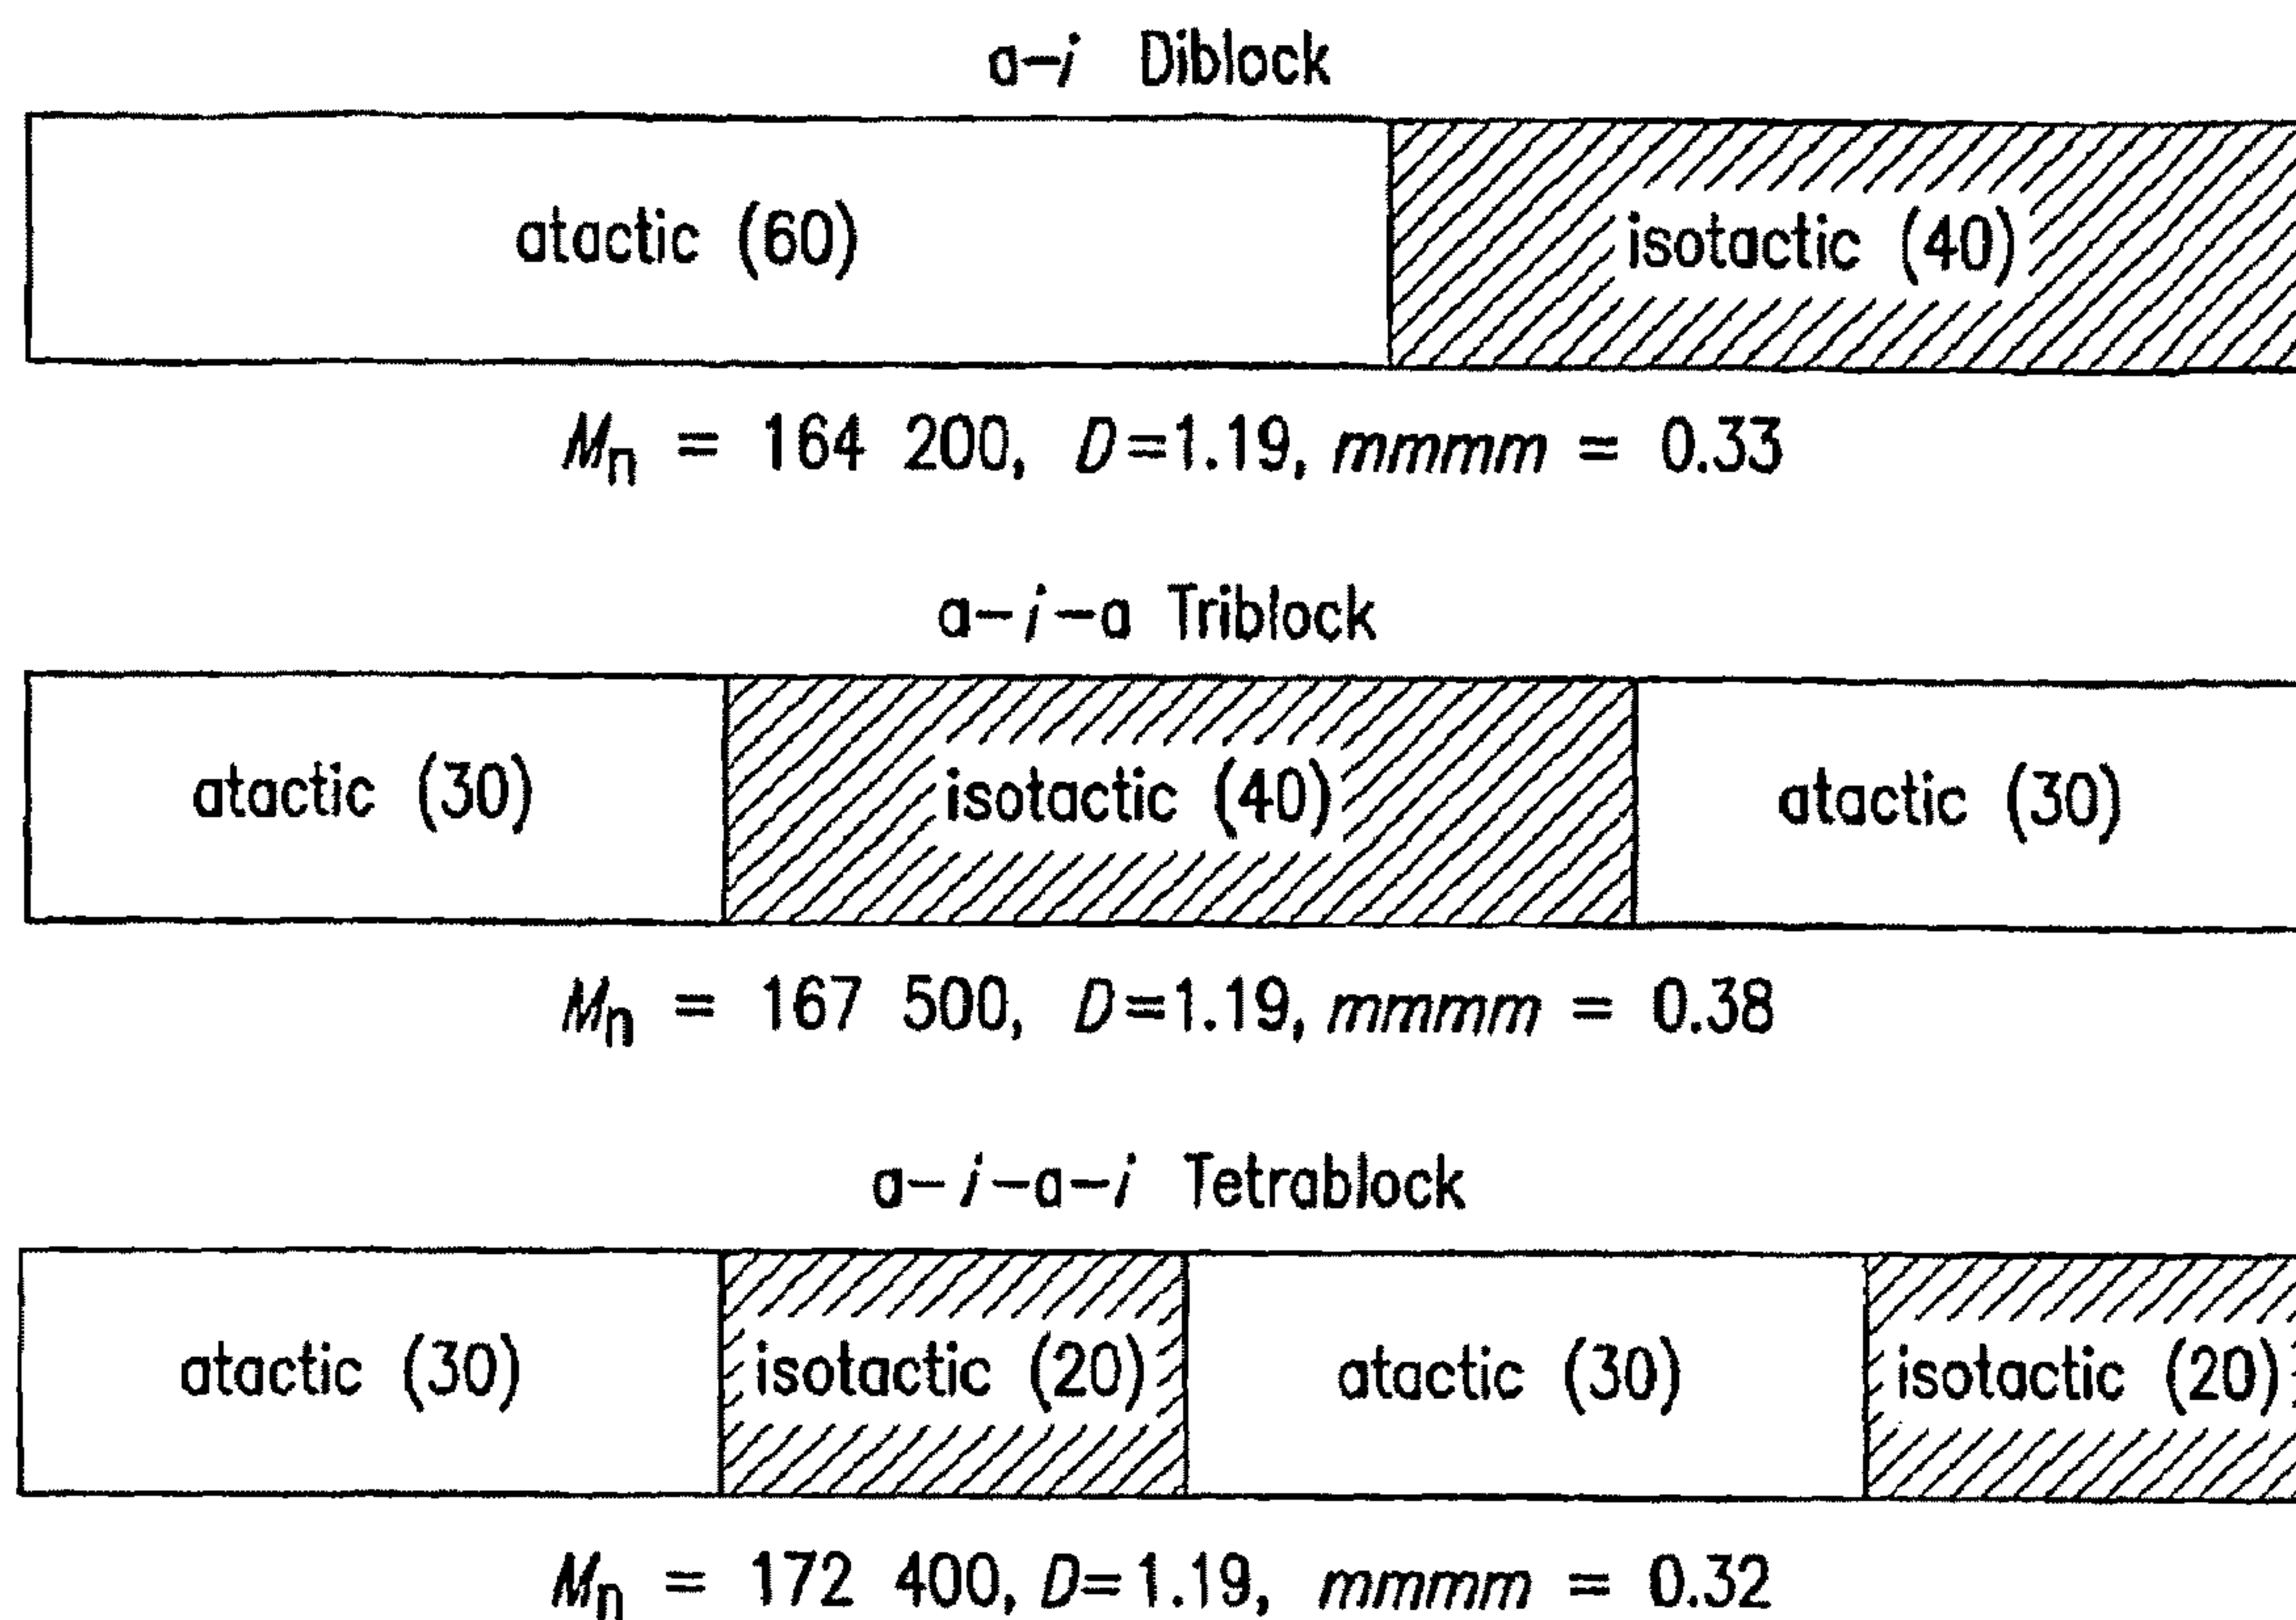 a-i Diblock
atactic (60) isotactic (40)
Mn = 164 200, D=1.19, mmmm = 0.33
a-i-a Triblock
atactic (30) isotactic (40) atactic (30)
Mn = 167 500, D=1.19, mmmm = 0.38
a-i-a-i Tetrablock
atactic (30) isotactic (20) atactic (30) isotactic (20)
Mn = 172 400, D=1.19, mmmm = 0.32